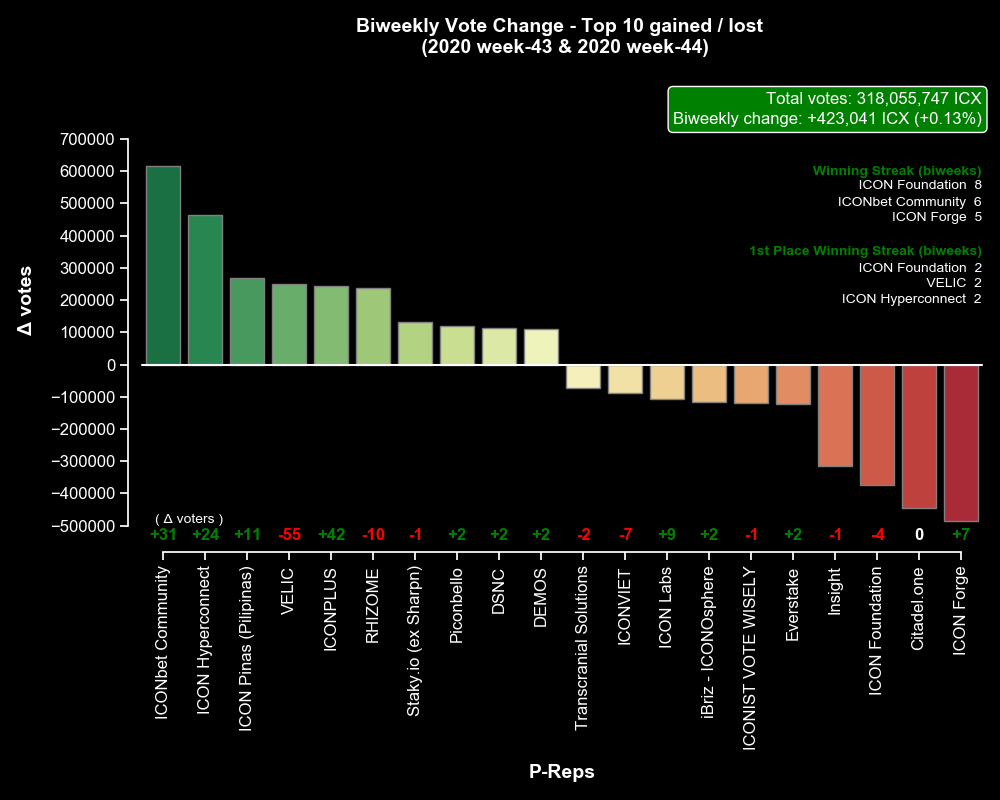 Biweekly Vote Change - Top 10 gained / lost
(2020 week-43 & 2020 week-44)
Total votes: 318,055,747 ICX
Biweekly change: +423,041 ICX (+0.13%)
Winning Streak (biweeks)
ICON Foundation 8
ICONbet Community 6
ICON Forge 5
1st Place Winning Streak (biweeks)
ICON Foundation 2
VELIC 2
ICON Hyperconnect 2
Δ votes
700000
600000
500000
400000
300000
200000
100000
0
−100000
−200000
−300000
−400000
−500000
( Δ voters )
+31 +24 +11 -55 +42 -10 -1 +2 +2 +2 -2 -7 +9 +2 -1 +2 -1 -4 0 +7
ICONbet Community
ICON Hyperconnect
ICON Pinas (Pilipinas)
VELIC
ICONPLUS
RHIZOME
Staky.io (ex Sharpn)
Piconbello
DSNC
DEMOS
Transcranial Solutions
ICONVIET
ICON Labs
iBriz - ICONOsphere
ICONIST VOTE WISELY
Everstake
Insight
ICON Foundation
Citadel.one
ICON Forge
P-Reps